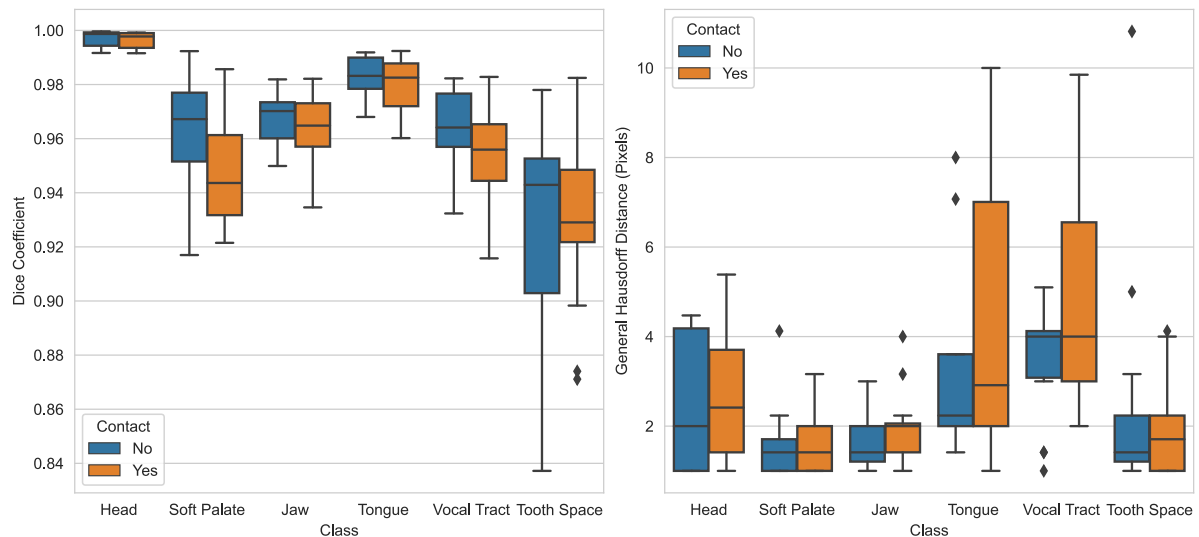 1.00
0.98
0.96
0.94
0.92
0.90
0.88
0.86
0.84
Dice Coefficient
Contact
No
Yes
Head Soft Palate Jaw Tongue Vocal Tract Tooth Space
Class
10
8
6
4
2
General Hausdorff Distance (Pixels)
Contact
No
Yes
Head Soft Palate Jaw Tongue Vocal Tract Tooth Space
Class